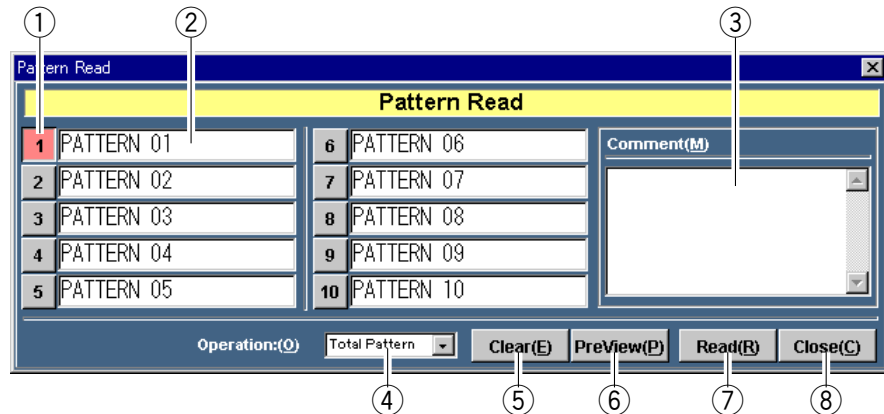 ① ② ③
Pattern Read
Pattern Read
1 PATTERN 01
2 PATTERN 02
3 PATTERN 03
4 PATTERN 04
5 PATTERN 05
6 PATTERN 06
7 PATTERN 07
8 PATTERN 08
9 PATTERN 09
10 PATTERN 10
Comment(M)
Operation:(O) Total Pattern Clear(E) PreView(P) Read(R) Close(C)
④ ⑤ ⑥ ⑦ ⑧